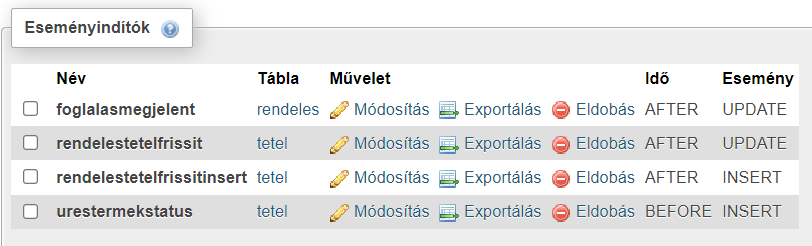 Eseményindítók
Név Tábla Művelet Idő Esemény
foglalasmegjelent rendeles Módosítás Exportálás Eldobás AFTER UPDATE
rendelestetelfrissit tetel Módosítás Exportálás Eldobás AFTER UPDATE
rendelestetelfrissitinsert tetel Módosítás Exportálás Eldobás AFTER INSERT
urestermekstatus tetel Módosítás Exportálás Eldobás BEFORE INSERT